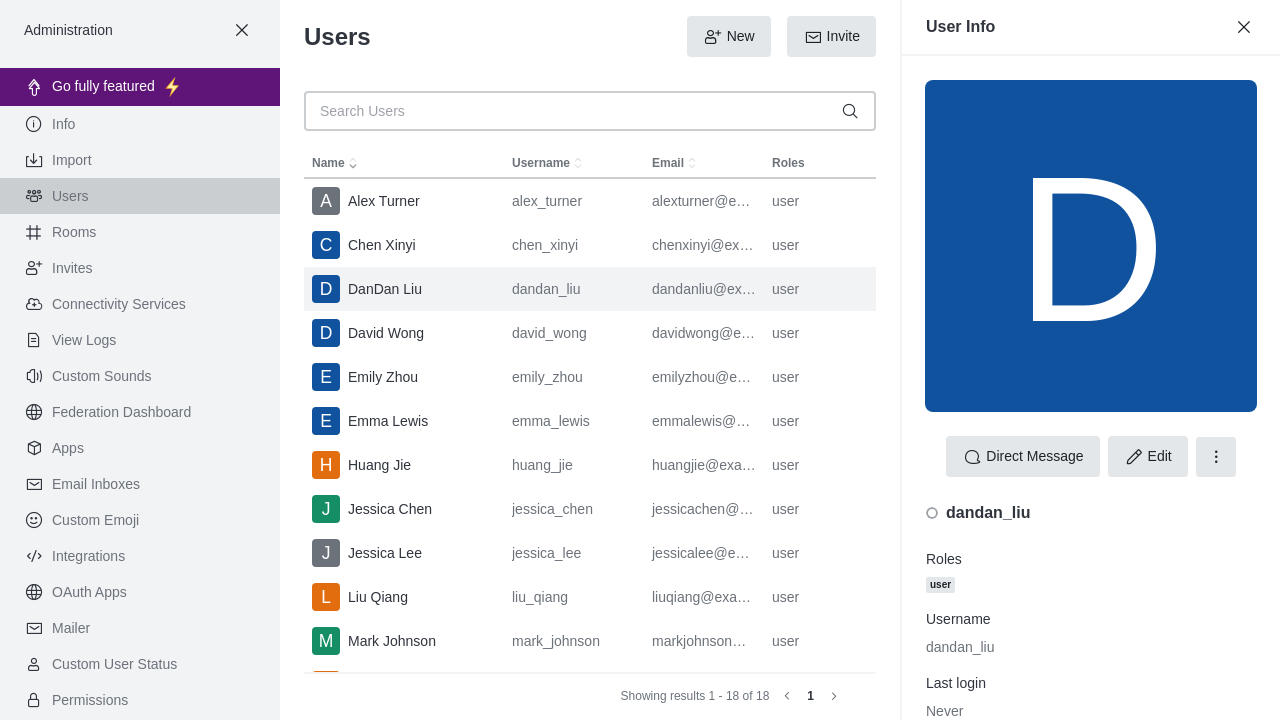 Administration
Go fully featured ⚡
Info
Import
Users
Rooms
Invites
Connectivity Services
View Logs
Custom Sounds
Federation Dashboard
Apps
Email Inboxes
Custom Emoji
Integrations
OAuth Apps
Mailer
Custom User Status
Permissions
Users
New
Invite
Search Users
Name Username Email Roles
A Alex Turner alex_turner alexturner@e… user
C Chen Xinyi chen_xinyi chenxinyi@ex… user
D DanDan Liu dandan_liu dandanliu@ex… user
D David Wong david_wong davidwong@e… user
E Emily Zhou emily_zhou emilyzhou@e… user
E Emma Lewis emma_lewis emmalewis@… user
H Huang Jie huang_jie huangjie@exa… user
J Jessica Chen jessica_chen jessicachen@… user
J Jessica Lee jessica_lee jessicalee@e… user
L Liu Qiang liu_qiang liuqiang@exa… user
M Mark Johnson mark_johnson markjohnson… user
Showing results 1 - 18 of 18 1
User Info
D
Direct Message
Edit
dandan_liu
Roles
user
Username
dandan_liu
Last login
Never